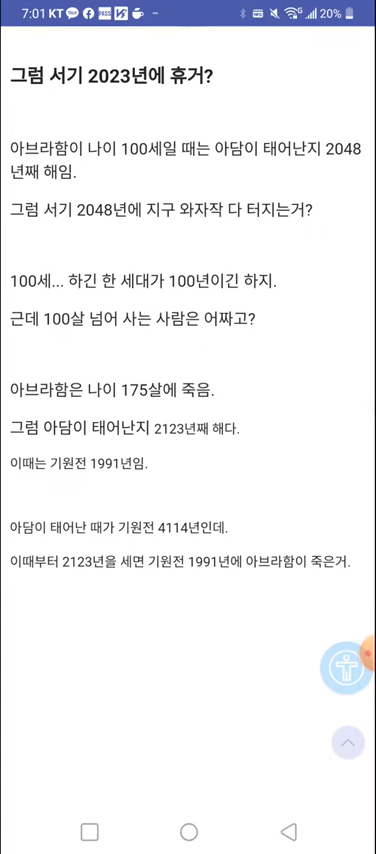 7:01 KT TALK PASS 20%
그럼 서기 2023년에 휴거?
아브라함이 나이 100세일 때는 아담이 태어난지 2048
년째 해임.
그럼 서기 2048년에 지구 와자작 다 터지는거?
100세... 하긴 한 세대가 100년이긴 하지.
근데 100살 넘어 사는 사람은 어짜고?
아브라함은 나이 175살에 죽음.
그럼 아담이 태어난지 2123년째 해다.
이때는 기원전 1991년임.
아담이 태어난 때가 기원전 4114년인데.
이때부터 2123년을 세면 기원전 1991년에 아브라함이 죽은거.